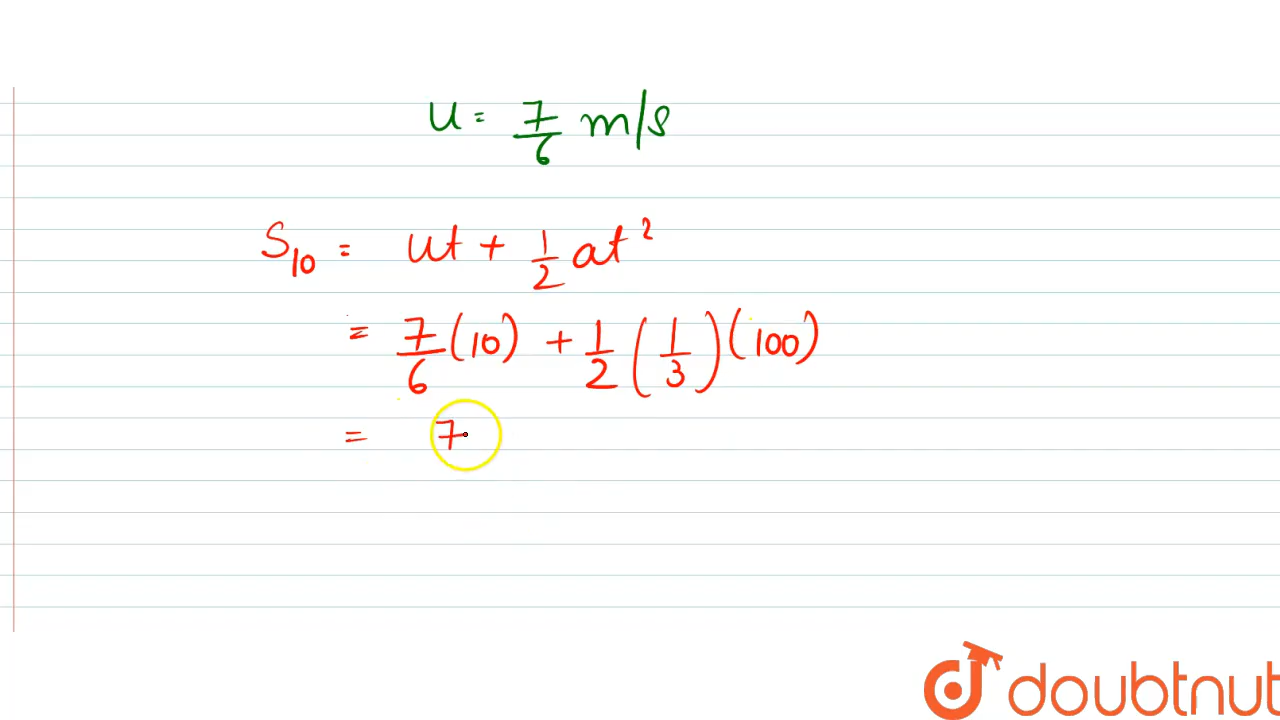 u = 7/6 m/s
S₁₀ = ut + 1/2 at²
= 7/6 (10) + 1/2 (1/3) (100)
= 7
doubtnut